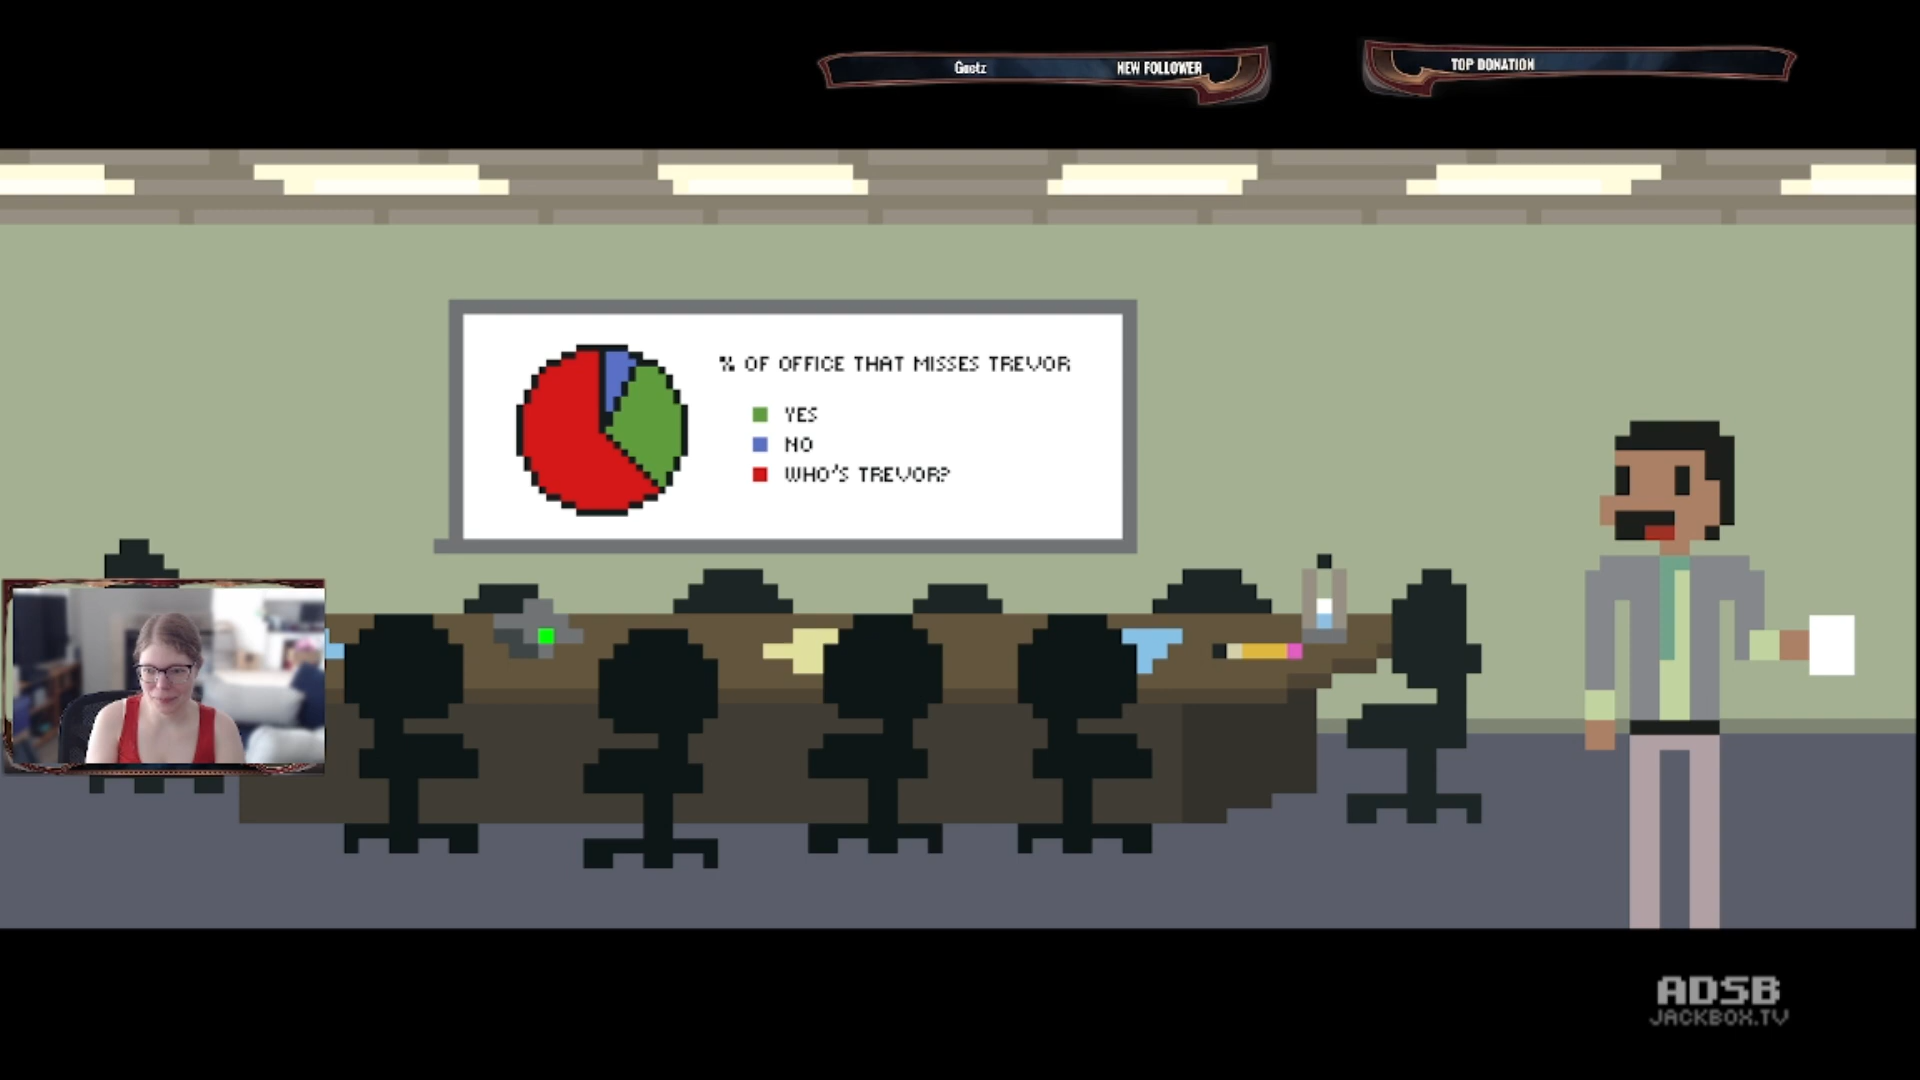 Gaetz NEW FOLLOWER
TOP DONATION
% OF OFFICE THAT MISSES TREVOR
YES
NO
WHO'S TREVOR?
ADSB
JACKBOX.TV